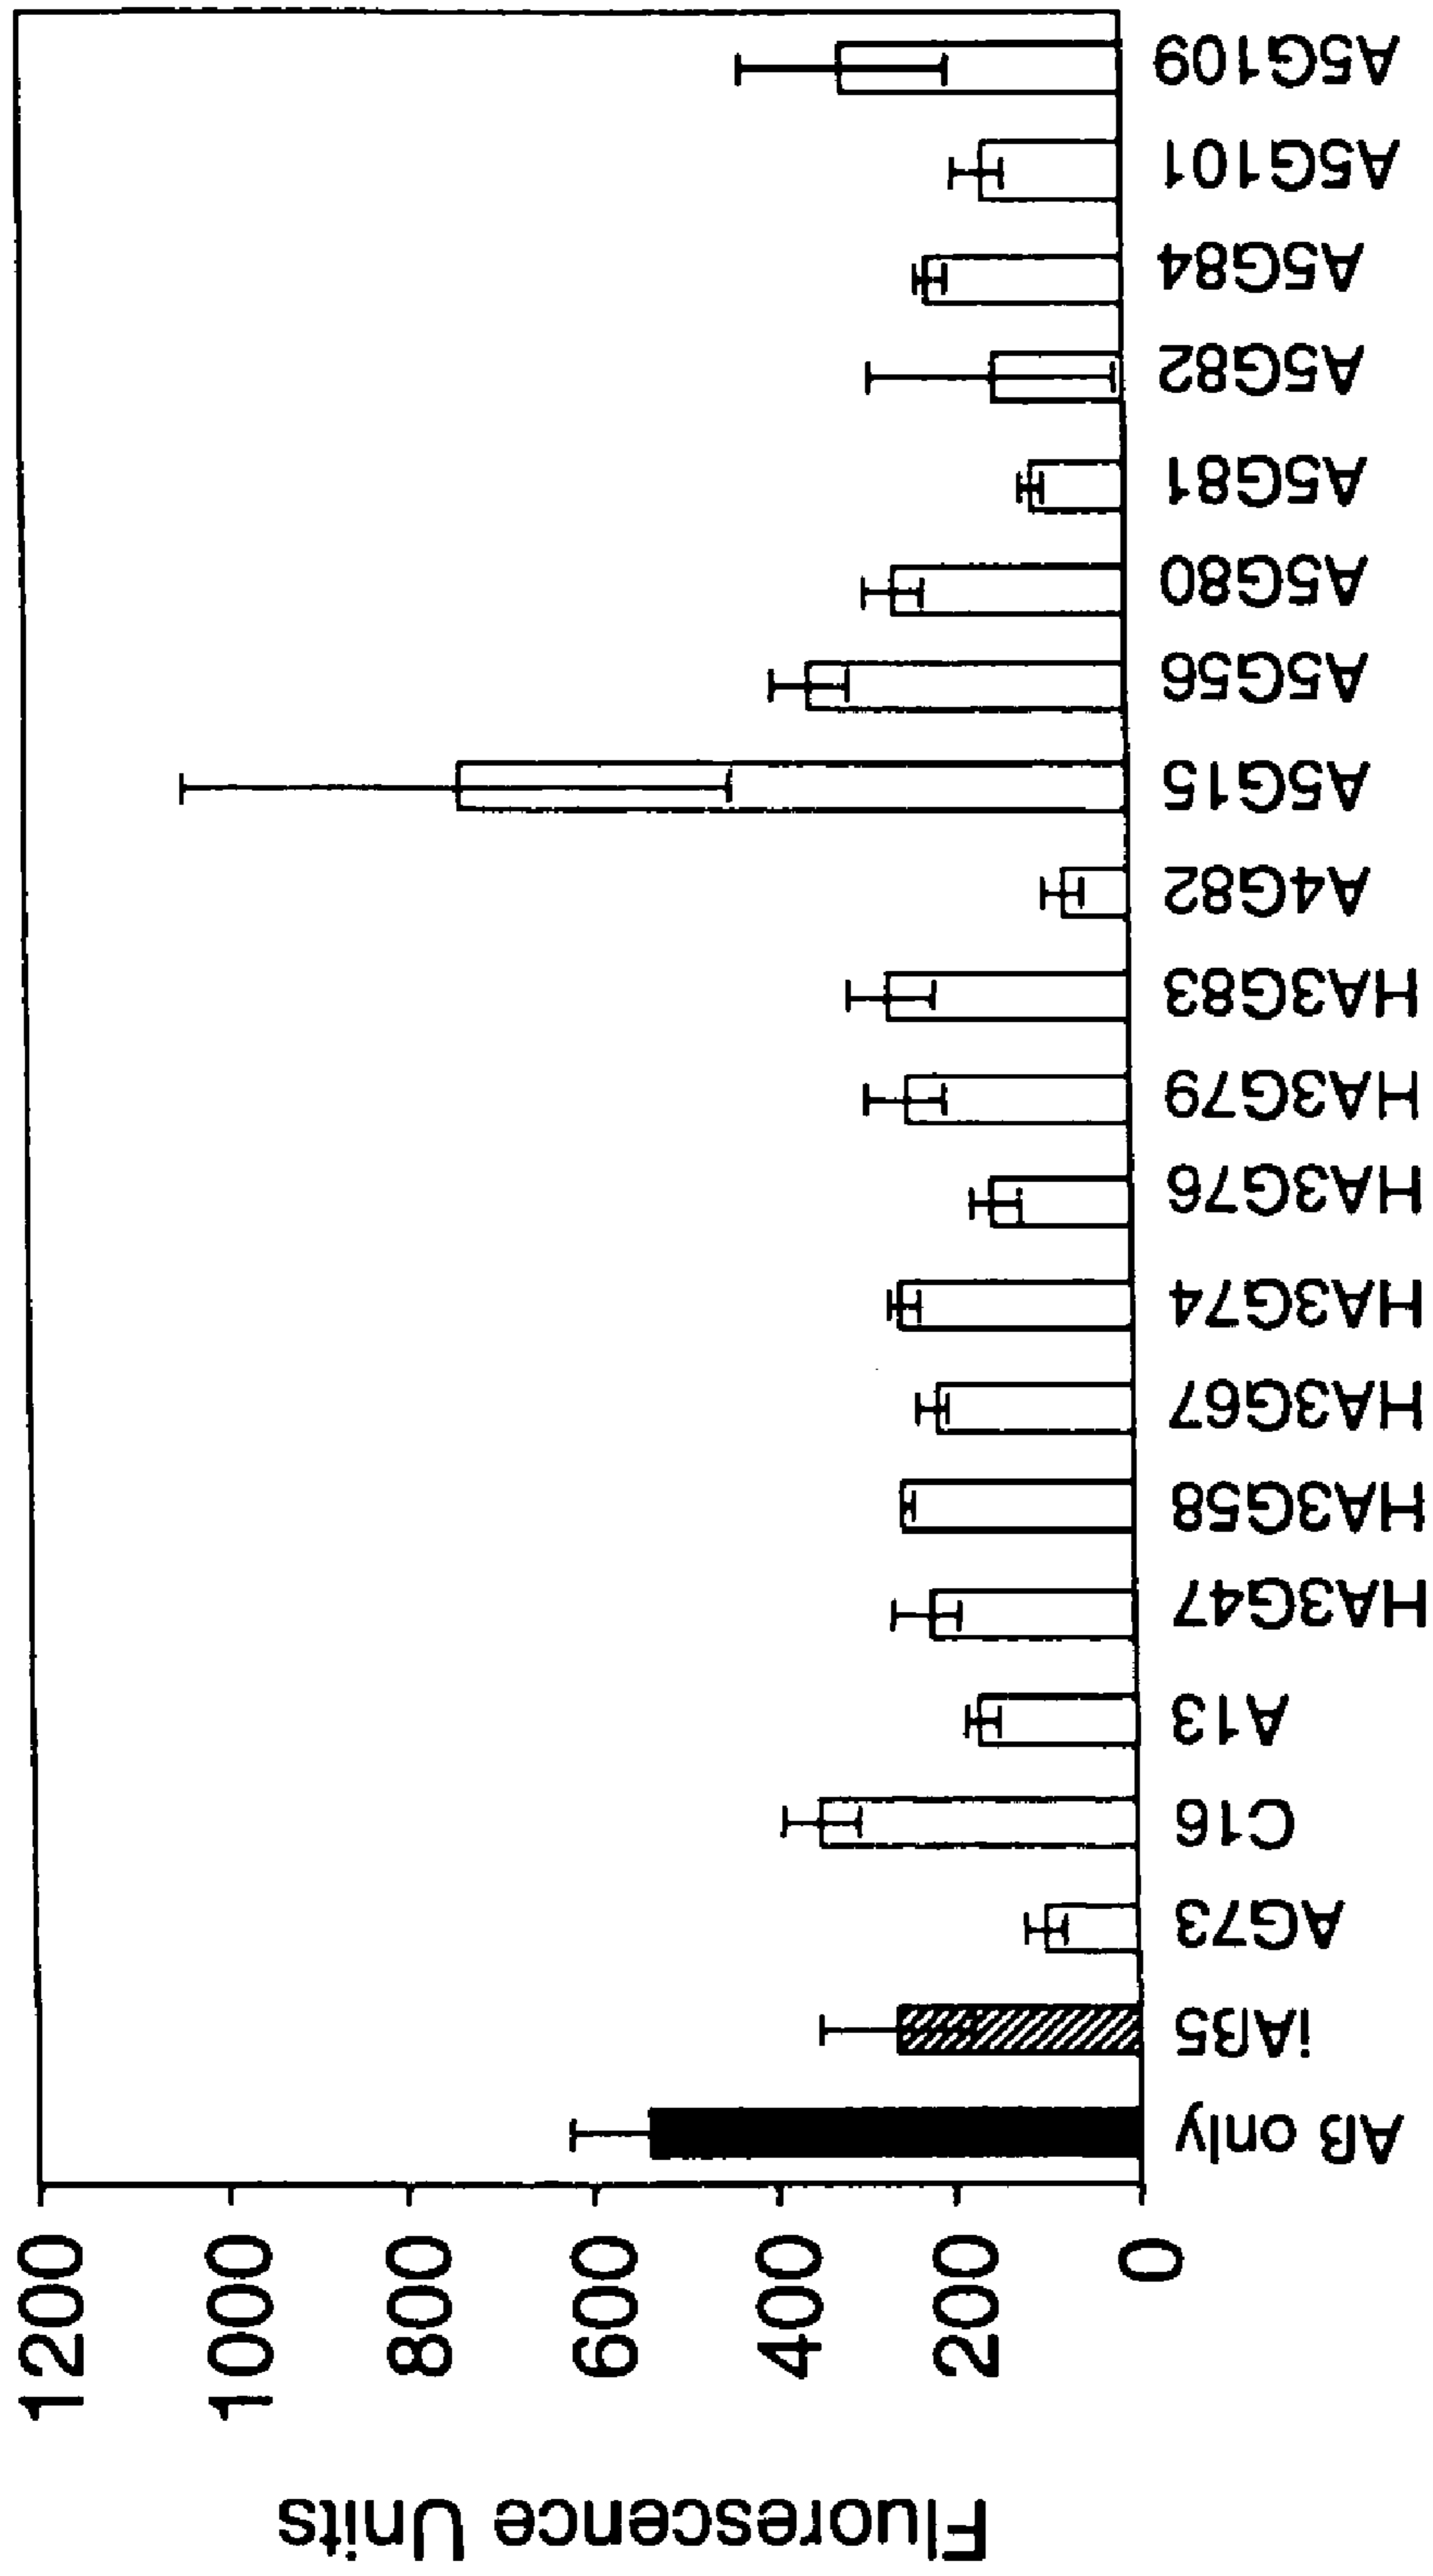 Fluorescence Units
1200
1000
800
600
400
200
0
Aβ only
iAβ5
AG73
C16
A13
HA3G47
HA3G58
HA3G67
HA3G74
HA3G76
HA3G79
HA3G83
A4G82
A5G15
A5G56
A5G80
A5G81
A5G82
A5G84
A5G101
A5G109